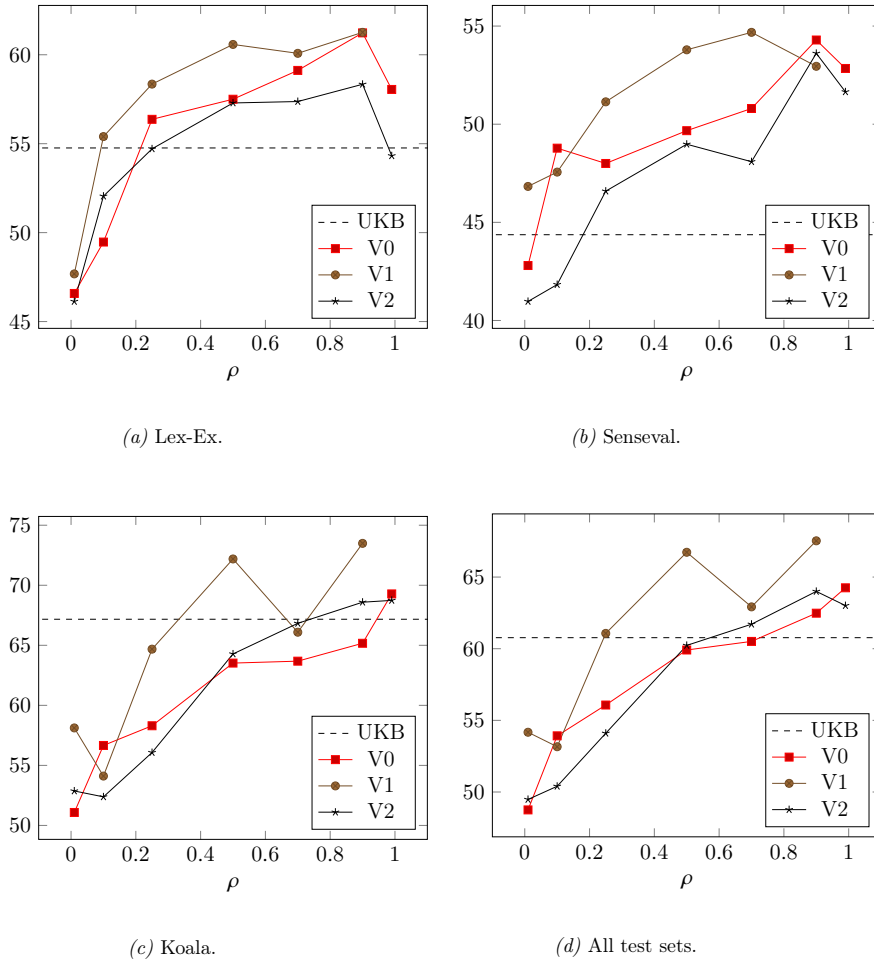 60
55
50
45
0 0.2 0.4 0.6 0.8 1
ρ
UKB
V0
V1
V2
(a) Lex-Ex.
55
50
45
40
0 0.2 0.4 0.6 0.8 1
ρ
UKB
V0
V1
V2
(b) Senseval.
75
70
65
60
55
50
0 0.2 0.4 0.6 0.8 1
ρ
UKB
V0
V1
V2
(c) Koala.
65
60
55
50
0 0.2 0.4 0.6 0.8 1
ρ
UKB
V0
V1
V2
(d) All test sets.